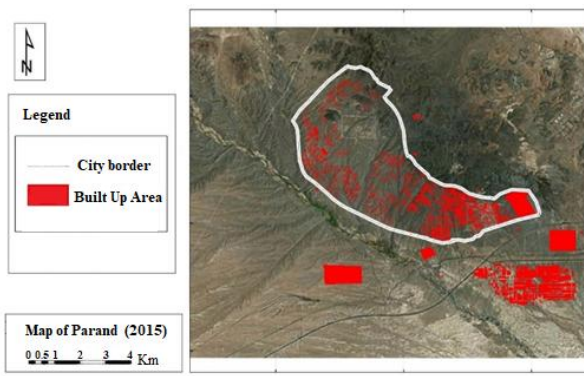 N
Legend
City border
Built Up Area
Map of Parand (2015)
0 0.5 1 2 3 4
Km